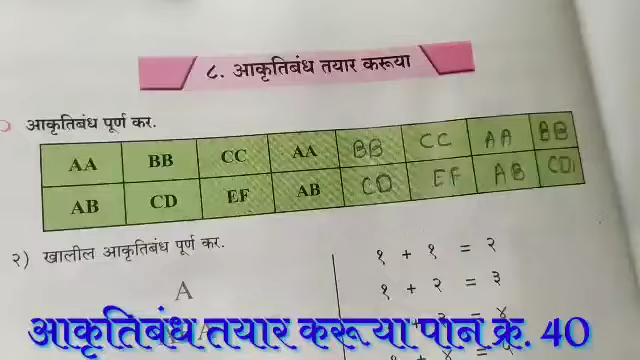 ८. आकृतिबंध तयार करूया
आकृतिबंध पूर्ण कर.
AA BB CC AA BB CC AA BB
AB CD EF AB CD EF AB CD
२) खालील आकृतिबंध पूर्ण कर.
१ + १ = २
A
१ + २ = ३
आकृतिबंध तयार करूया पान क्र. 40